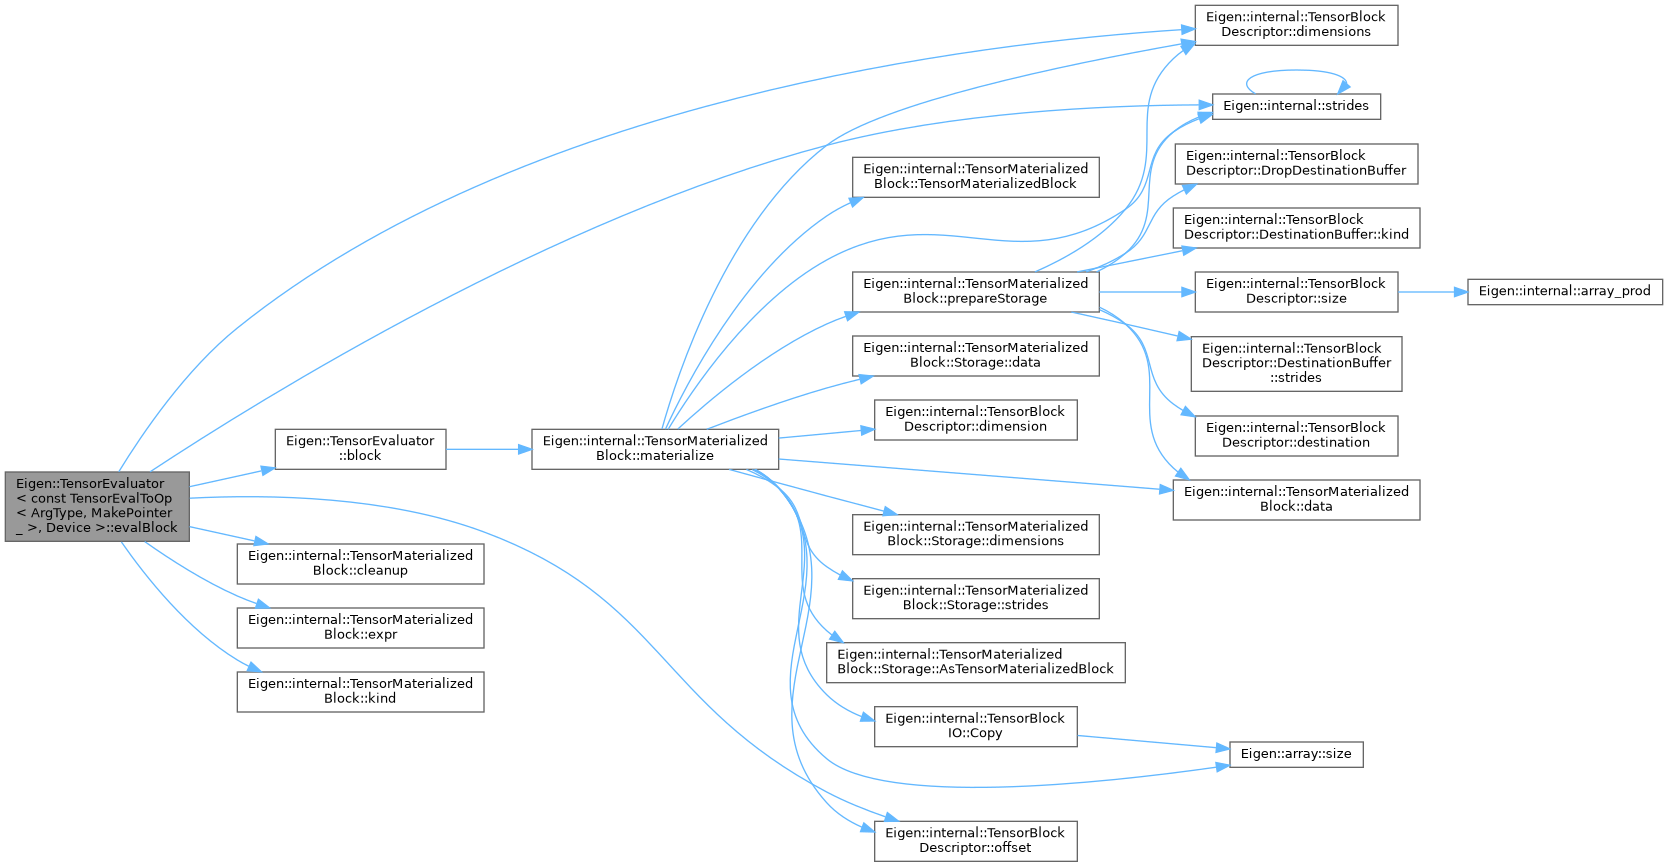 Eigen::TensorEvaluator
< const TensorEvalToOp
< ArgType, MakePointer
_ >, Device >::evalBlock
Eigen::TensorEvaluator
::block
Eigen::internal::TensorMaterialized
Block::cleanup
Eigen::internal::TensorMaterialized
Block::expr
Eigen::internal::TensorMaterialized
Block::kind
Eigen::internal::TensorMaterialized
Block::materialize
Eigen::internal::TensorMaterialized
Block::TensorMaterializedBlock
Eigen::internal::TensorMaterialized
Block::prepareStorage
Eigen::internal::TensorMaterialized
Block::Storage::data
Eigen::internal::TensorBlock
Descriptor::dimension
Eigen::internal::TensorMaterialized
Block::Storage::dimensions
Eigen::internal::TensorMaterialized
Block::Storage::strides
Eigen::internal::TensorMaterialized
Block::Storage::AsTensorMaterializedBlock
Eigen::internal::TensorBlock
IO::Copy
Eigen::internal::TensorBlock
Descriptor::offset
Eigen::internal::TensorBlock
Descriptor::dimensions
Eigen::internal::strides
Eigen::internal::TensorBlock
Descriptor::DropDestinationBuffer
Eigen::internal::TensorBlock
Descriptor::DestinationBuffer::kind
Eigen::internal::TensorBlock
Descriptor::size
Eigen::internal::TensorBlock
Descriptor::DestinationBuffer
::strides
Eigen::internal::TensorBlock
Descriptor::destination
Eigen::internal::TensorMaterialized
Block::data
Eigen::array::size
Eigen::internal::array_prod